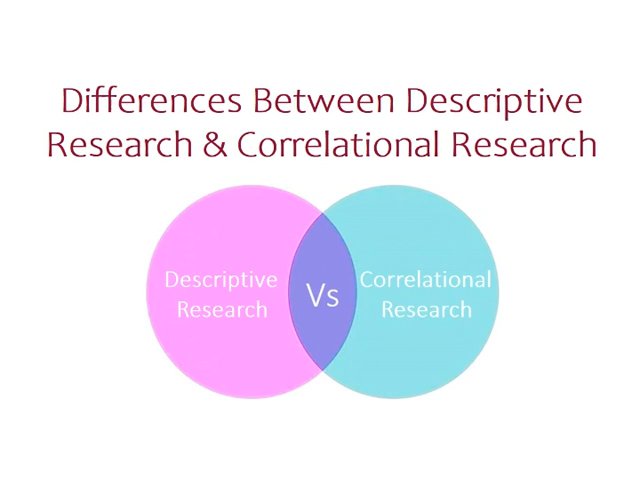 Differences Between Descriptive
Research & Correlational Research
Descriptive
Research
Vs
Correlational
Research